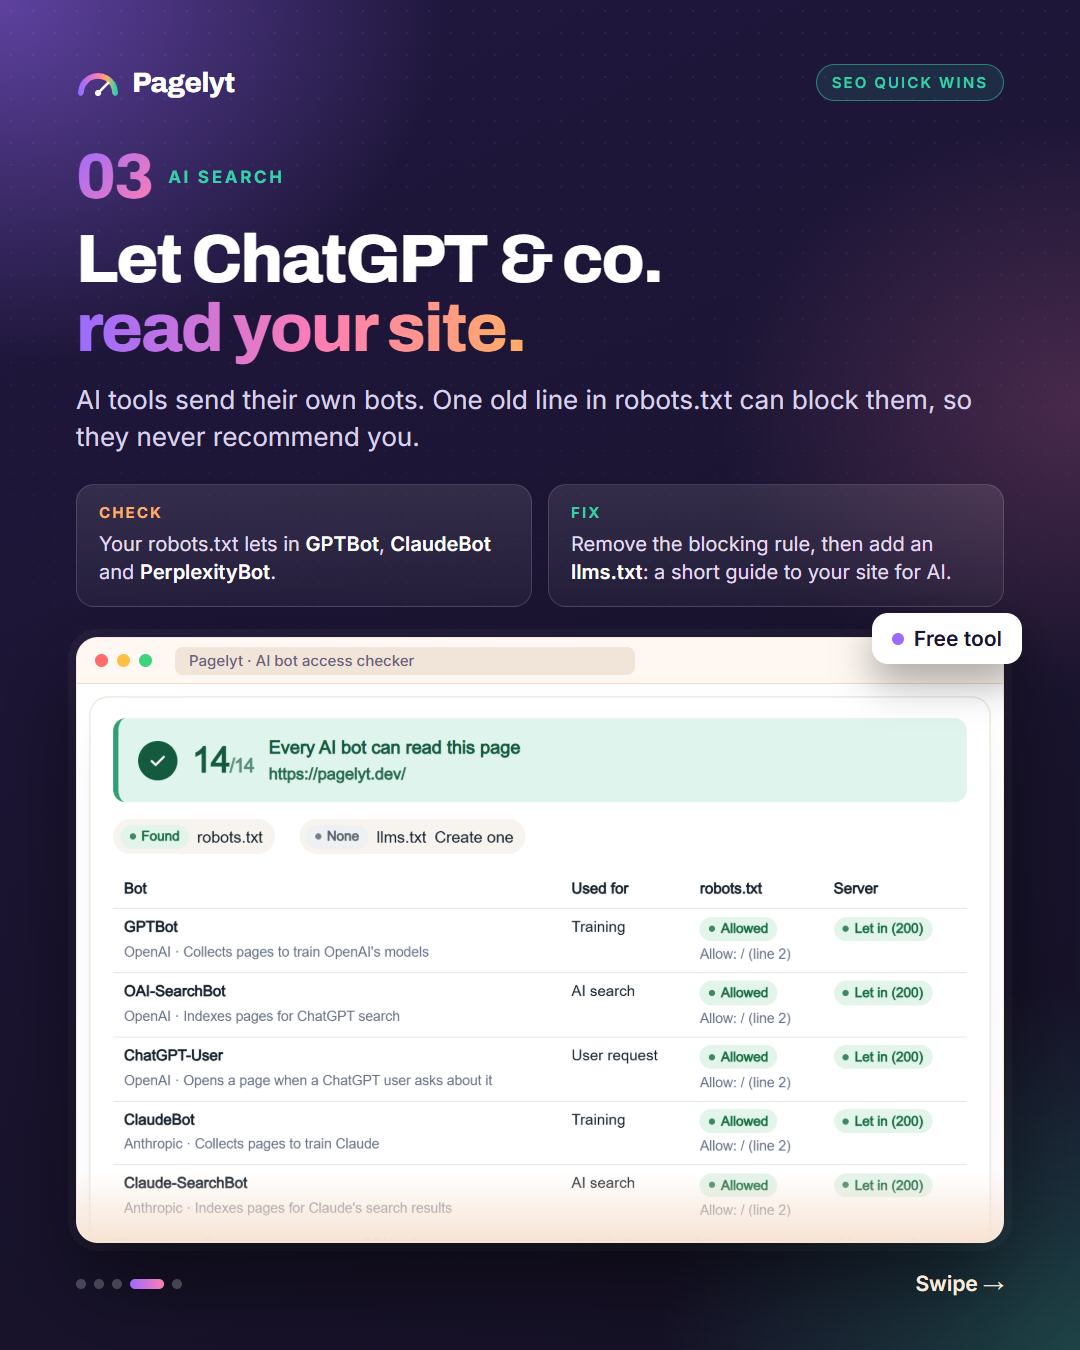 Pagelyt
SEO QUICK WINS
03 AI SEARCH
Let ChatGPT & co.
read your site.
AI tools send their own bots. One old line in robots.txt can block them, so
they never recommend you.
CHECK
Your robots.txt lets in GPTBot, ClaudeBot
and PerplexityBot.
FIX
Remove the blocking rule, then add an
llms.txt: a short guide to your site for AI.
Free tool
Pagelyt · AI bot access checker
14/14
Every AI bot can read this page
https://pagelyt.dev/
Found robots.txt
None llms.txt Create one
Bot Used for robots.txt Server
GPTBot Training Allowed Let in (200)
OpenAI · Collects pages to train OpenAI's models Allow: / (line 2)
OAI-SearchBot AI search Allowed Let in (200)
OpenAI · Indexes pages for ChatGPT search Allow: / (line 2)
ChatGPT-User User request Allowed Let in (200)
OpenAI · Opens a page when a ChatGPT user asks about it Allow: / (line 2)
ClaudeBot Training Allowed Let in (200)
Anthropic · Collects pages to train Claude Allow: / (line 2)
Claude-SearchBot AI search Allowed Let in (200)
Anthropic · Indexes pages for Claude's search results Allow: / (line 2)
Swipe →